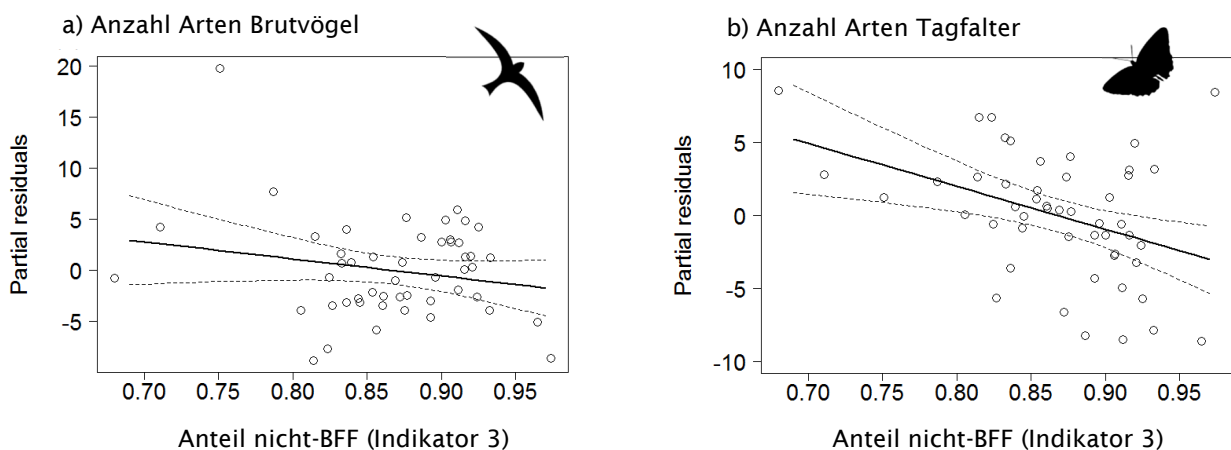 a) Anzahl Arten Brutvögel
b) Anzahl Arten Tagfalter
Partial residuals
20
15
10
5
0
-5
0.70 0.75 0.80 0.85 0.90 0.95
Anteil nicht-BFF (Indikator 3)
Partial residuals
10
5
0
-5
-10
0.70 0.75 0.80 0.85 0.90 0.95
Anteil nicht-BFF (Indikator 3)